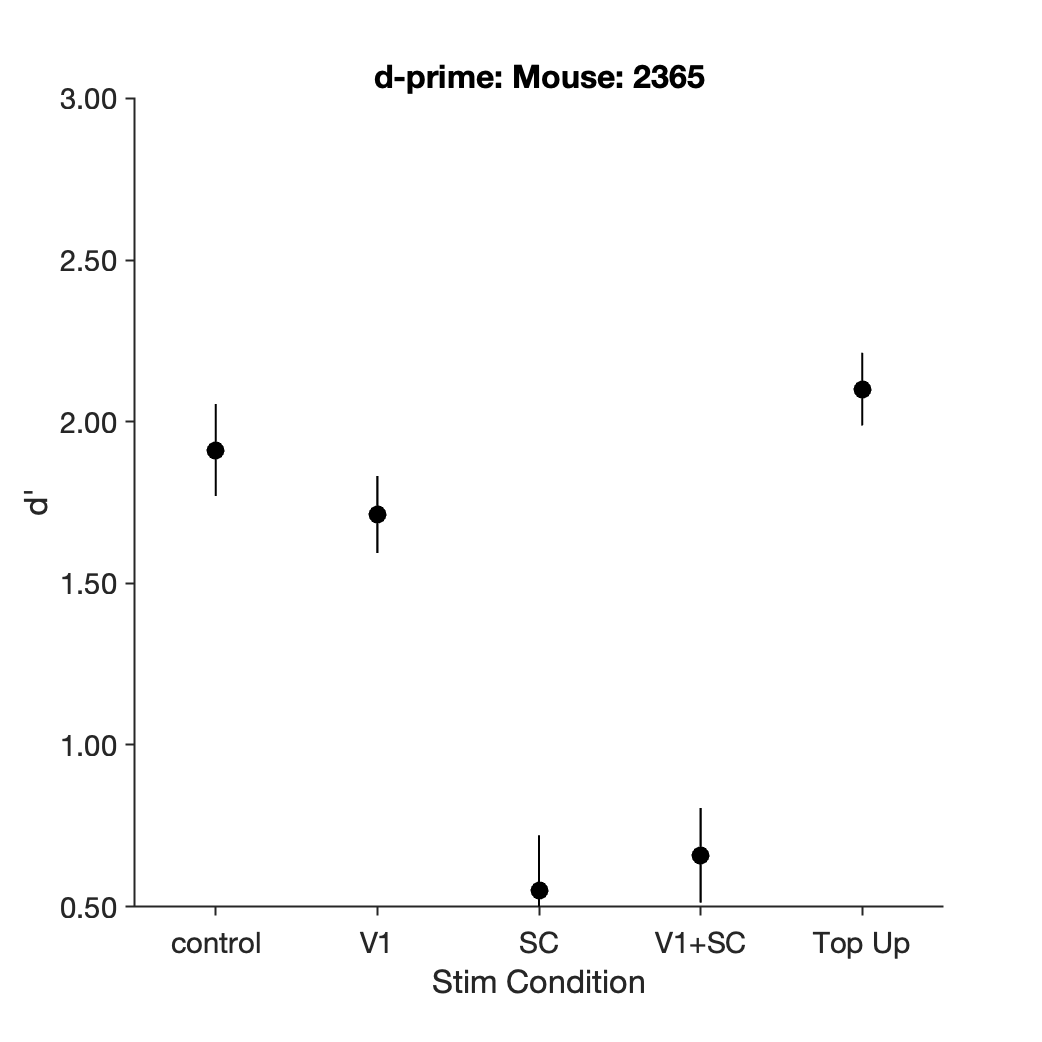 d-prime: Mouse: 2365
3.00
2.50
2.00
1.50
1.00
0.50
d'
control V1 SC V1+SC Top Up
Stim Condition